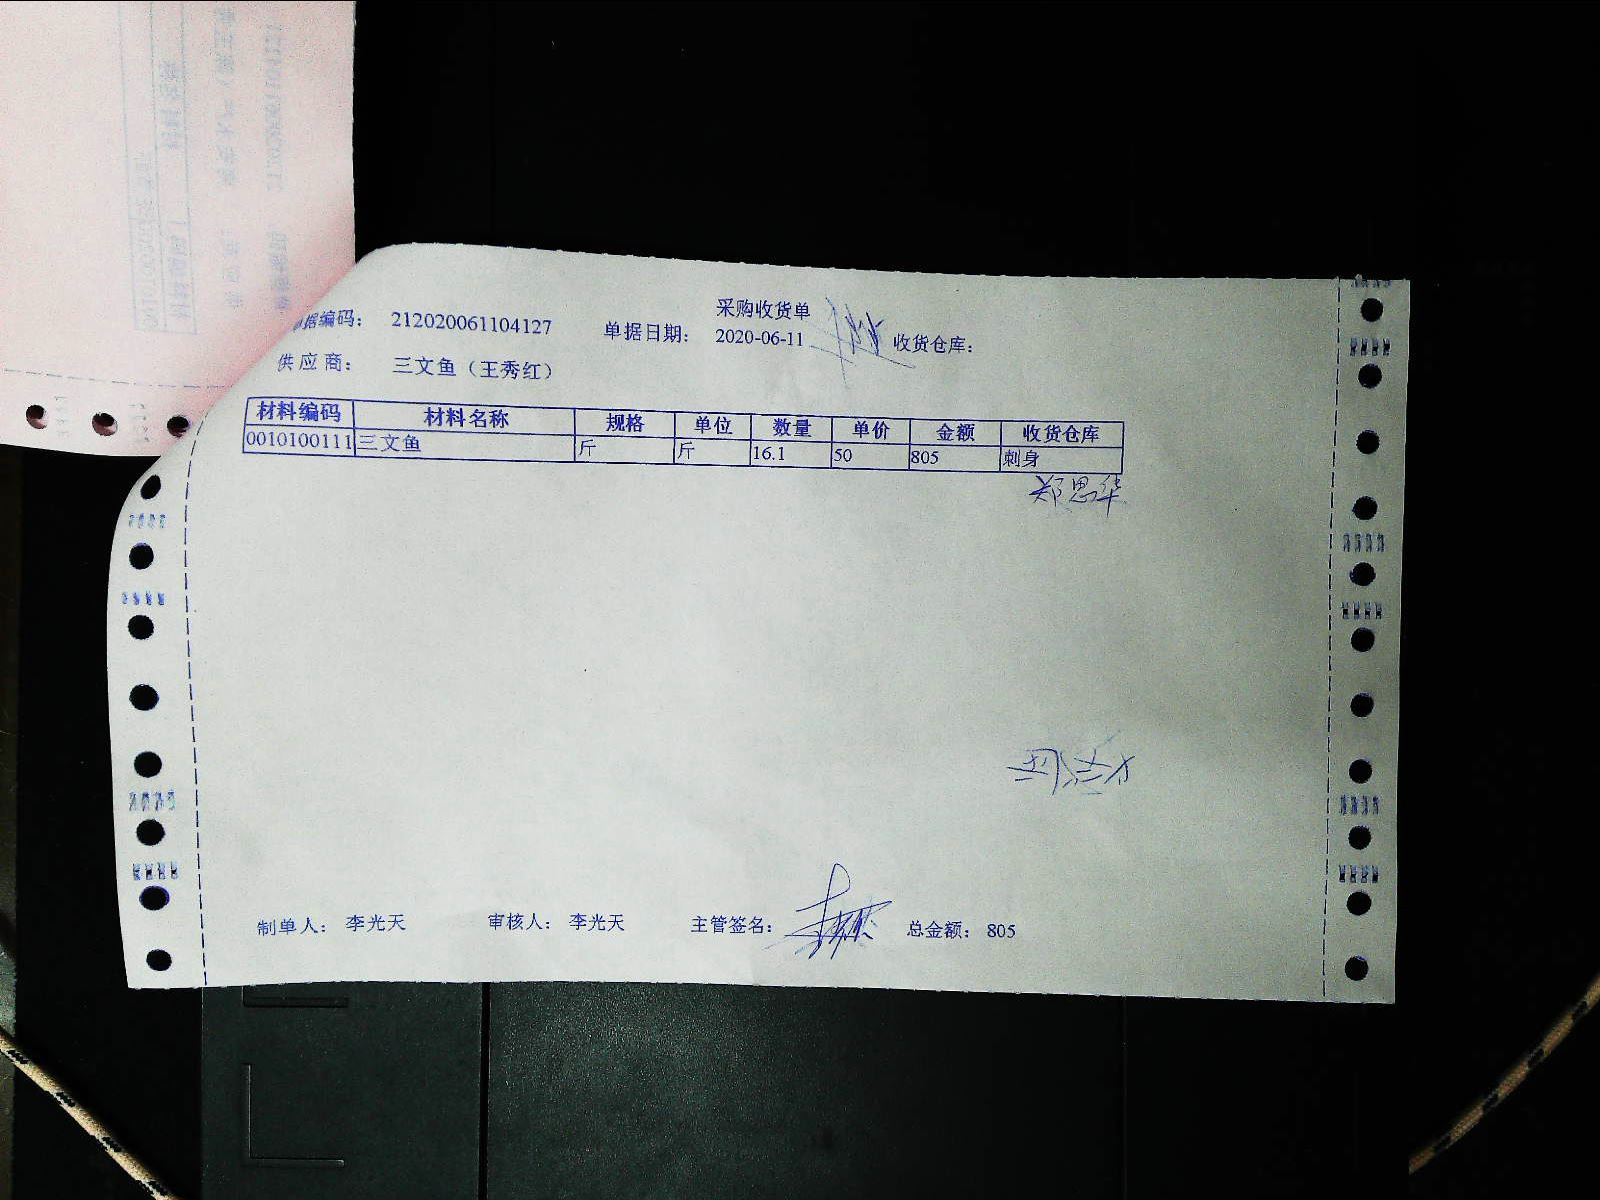 采购收货单
单据编码： 212020061104127 单据日期： 2020-06-11 收货仓库：
供应商： 三文鱼（王秀红）
材料编码 材料名称 规格 单位 数量 单价 金额 收货仓库
0010100111 三文鱼 斤 斤 16.1 50 805 刺身
郑思华
制单人： 李光天 审核人： 李光天 主管签名： 总金额： 805